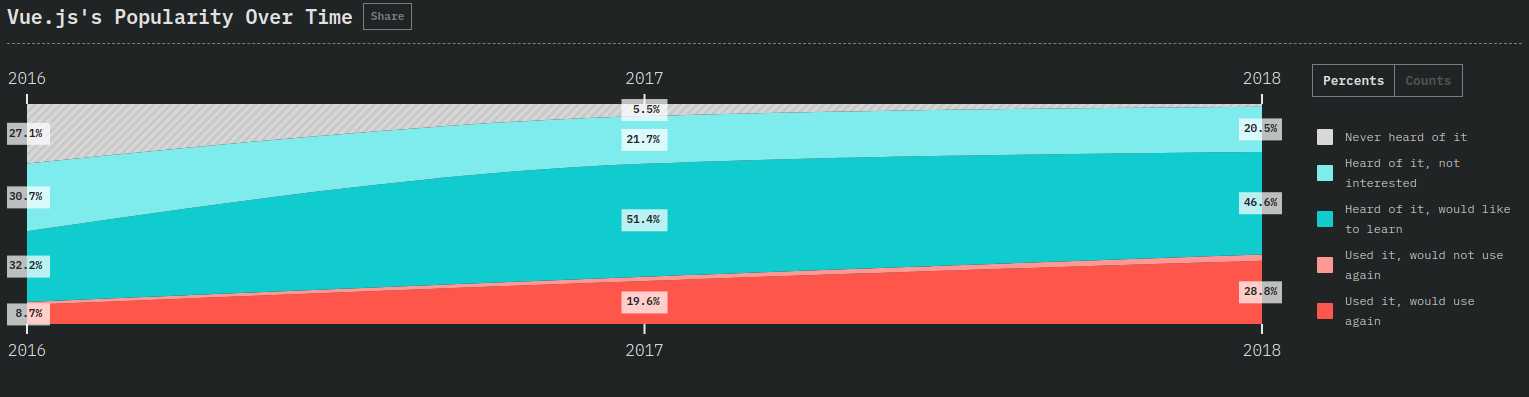 Vue.js's Popularity Over Time Share
2016 2017 2018
Percents Counts
27.1%
30.7%
32.2%
8.7%
5.5%
21.7%
51.4%
19.6%
20.5%
46.6%
28.8%
2016 2017 2018
Never heard of it
Heard of it, not
interested
Heard of it, would like
to learn
Used it, would not use
again
Used it, would use
again